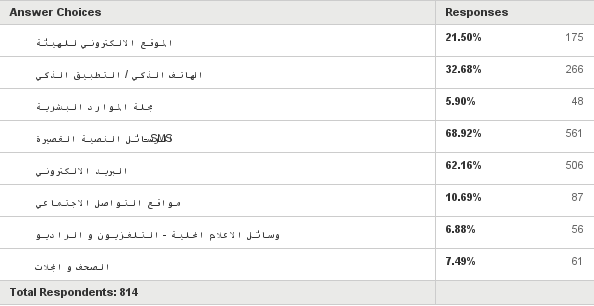 Answer Choices Responses
الموقع الالكتروني للهيئة 21.50% 175
الهاتف الذكي / التطبيق الذكي 32.68% 266
مجلة الموارد البشرية 5.90% 48
الرسائل النصية القصيرة SMS 68.92% 561
البريد الالكتروني 62.16% 506
مواقع التواصل الاجتماعي 10.69% 87
وسائل الاعلام المحلية - التلفزيون و الراديو 6.88% 56
الصحف و المجلات 7.49% 61
Total Respondents: 814